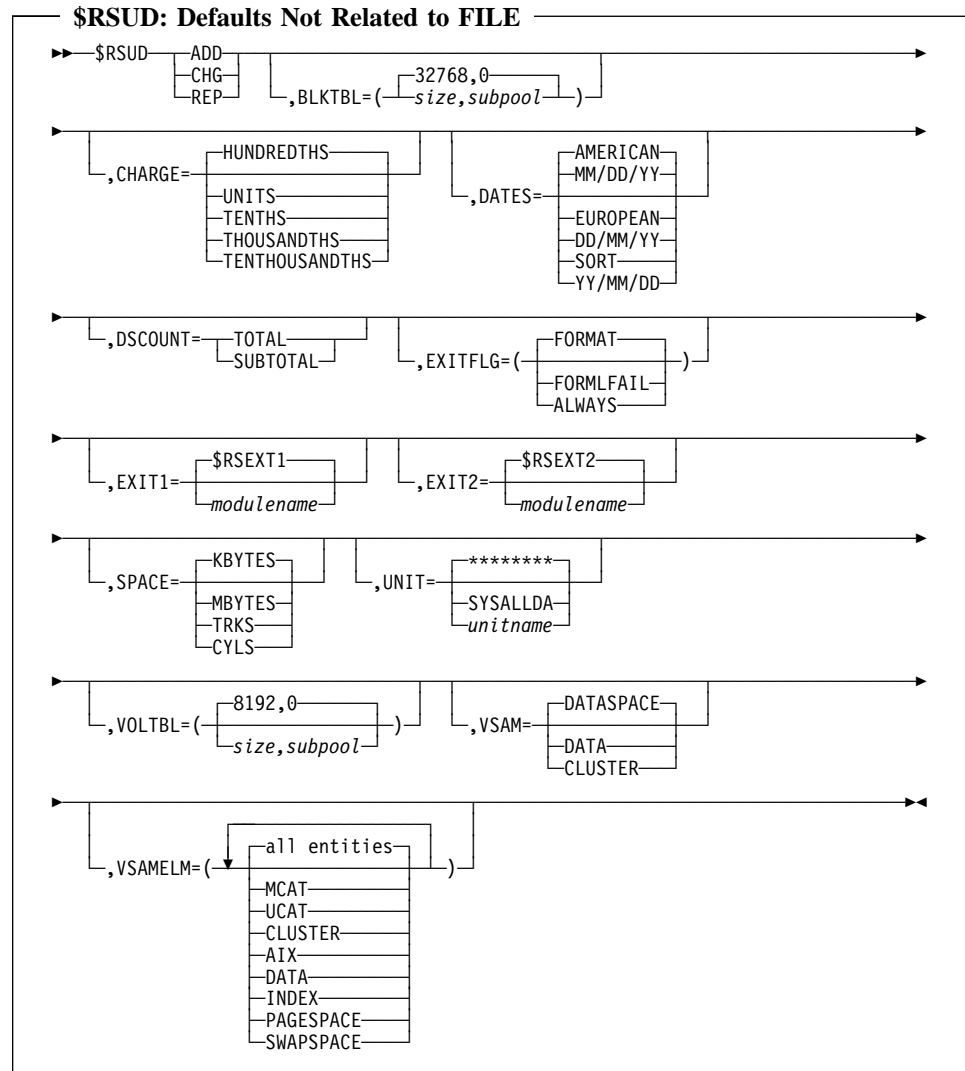 $RSUD: Defaults Not Related to FILE
$RSUD ADD
CHG
REP
,BLKTBL=( 32768,0
size,subpool )
,CHARGE= HUNDREDTHS
UNITS
TENTHS
THOUSANDTHS
TENTHOUSANDTHS
,DATES= AMERICAN
MM/DD/YY
EUROPEAN
DD/MM/YY
SORT
YY/MM/DD
,DSCOUNT= TOTAL
SUBTOTAL
,EXITFLG=( FORMAT
FORMLFAIL
ALWAYS )
,EXIT1= $RSEXT1
modulename
,EXIT2= $RSEXT2
modulename
,SPACE= KBYTES
MBYTES
TRKS
CYLS
,UNIT= ********
SYSALLDA
unitname
,VOLTBL=( 8192,0
size,subpool )
,VSAM= DATASPACE
DATA
CLUSTER
,VSAMELM=( all entities )
MCAT
UCAT
CLUSTER
AIX
DATA
INDEX
PAGESPACE
SWAPSPACE